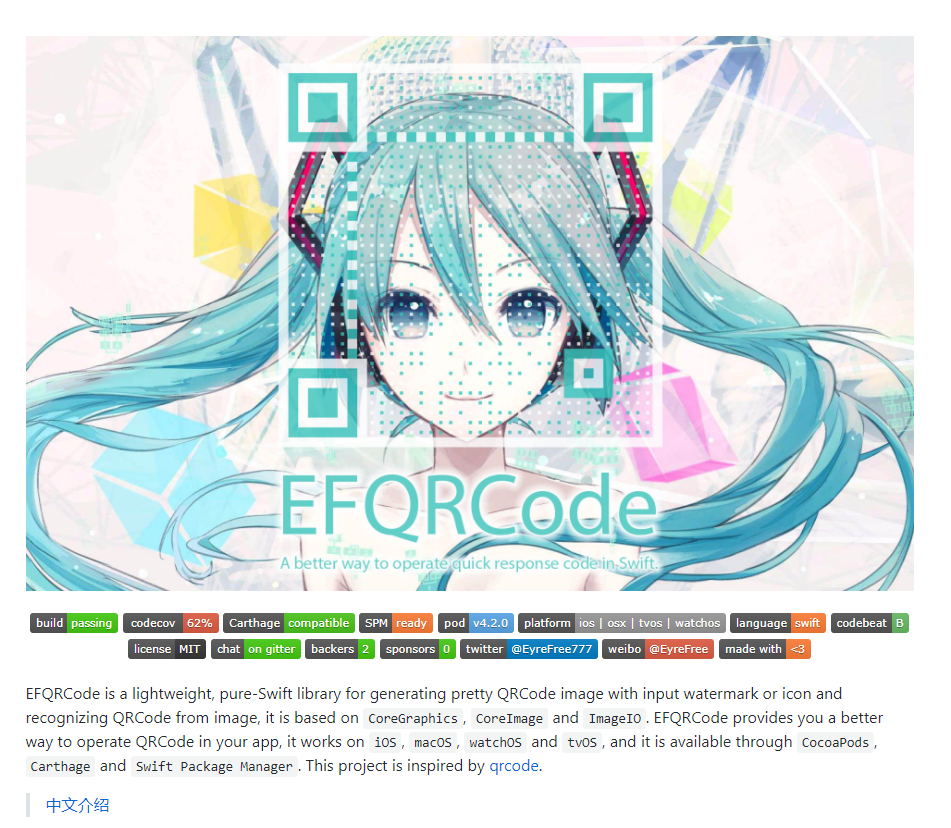 EFQRCode
A better way to operate quick response code in Swift.
build passing codecov 62% Carthage compatible SPM ready pod v4.2.0 platform ios | osx | tvos | watchos language swift codebeat B
license MIT chat on gitter backers 2 sponsors 0 twitter @EyreFree777 weibo @EyreFree made with <3
EFQRCode is a lightweight, pure-Swift library for generating pretty QRCode image with input watermark or icon and
recognizing QRCode from image, it is based on CoreGraphics, CoreImage and ImageIO. EFQRCode provides you a better
way to operate QRCode in your app, it works on iOS, macOS, watchOS and tvOS, and it is available through CocoaPods,
Carthage and Swift Package Manager. This project is inspired by qrcode.
中文介绍